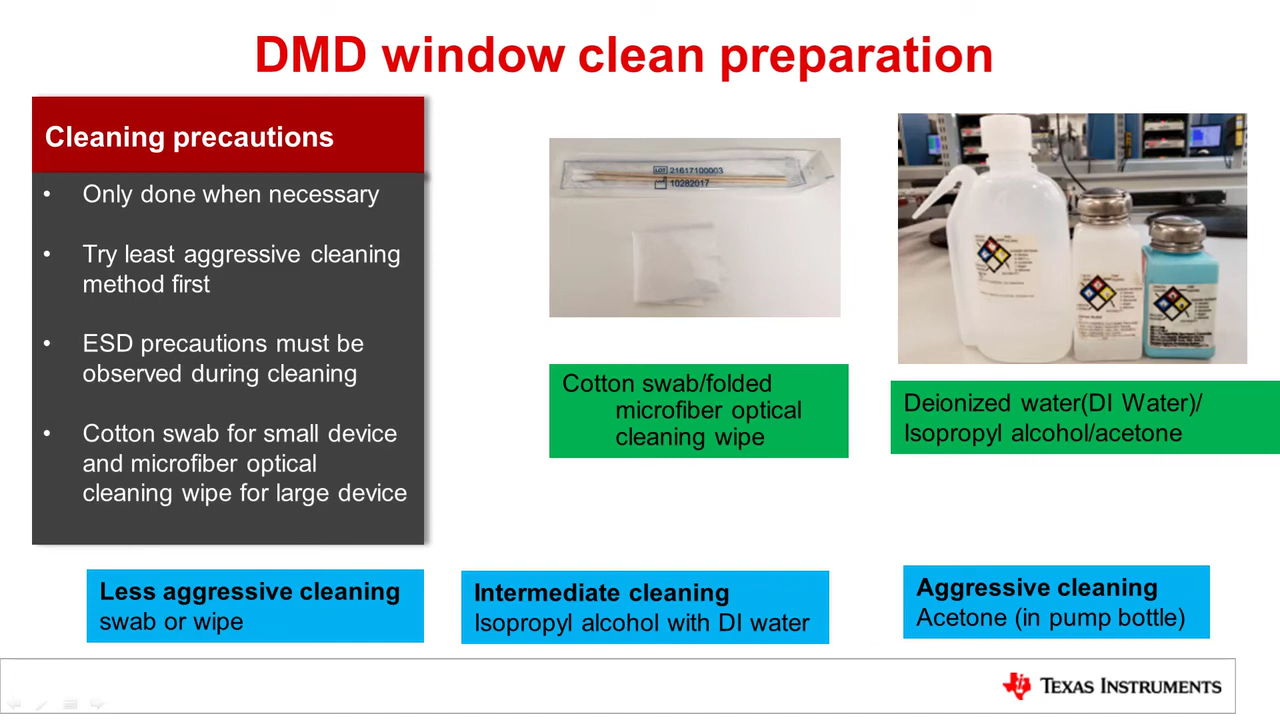 DMD window clean preparation
Cleaning precautions
• Only done when necessary
• Try least aggressive cleaning
method first
• ESD precautions must be
observed during cleaning
• Cotton swab for small device
and microfiber optical
cleaning wipe for large device
LOT 21617100003
10282017
Cotton swab/folded
microfiber optical
cleaning wipe
Deionized water(DI Water)/
Isopropyl alcohol/acetone
Less aggressive cleaning
swab or wipe
Intermediate cleaning
Isopropyl alcohol with DI water
Aggressive cleaning
Acetone (in pump bottle)
TEXAS INSTRUMENTS